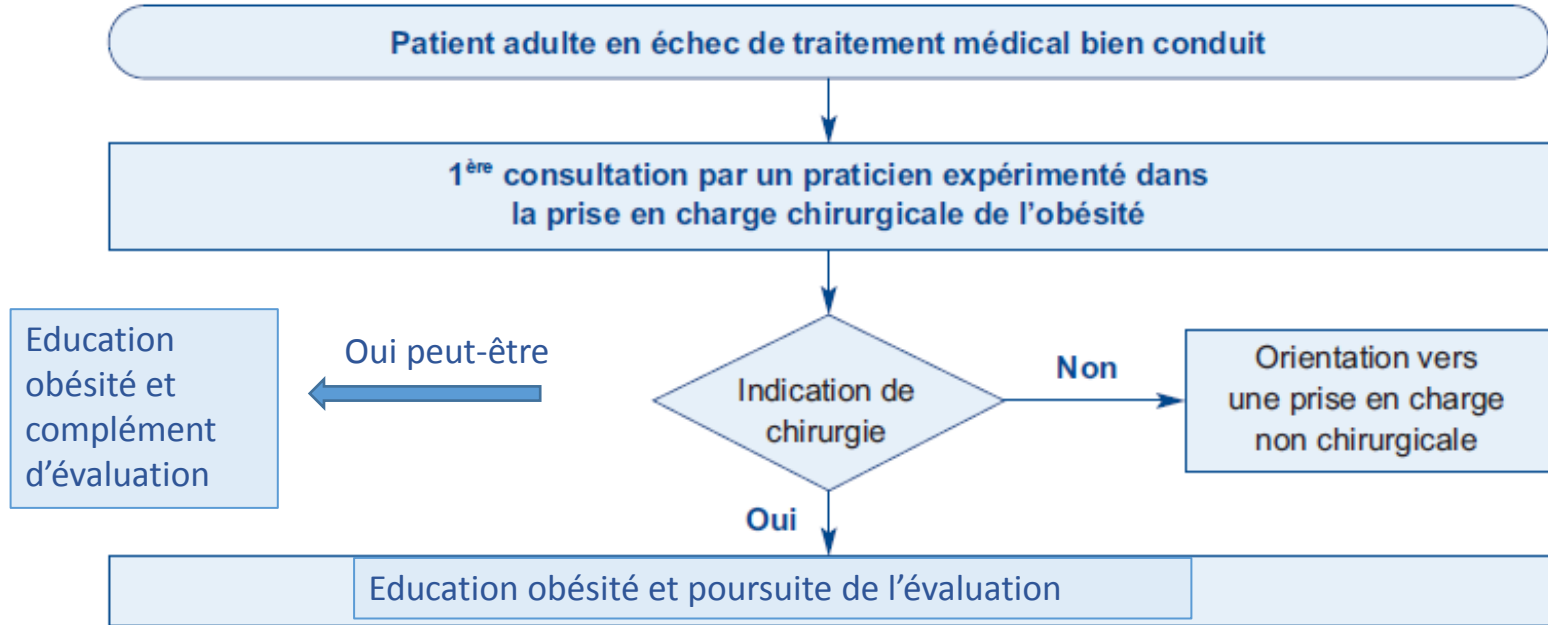 Patient adulte en échec de traitement médical bien conduit
1ère consultation par un praticien expérimenté dans
la prise en charge chirurgicale de l'obésité
Education
obésité et
complément
d'évaluation
Oui peut-être
Indication de
chirurgie
Non
Orientation vers
une prise en charge
non chirurgicale
Oui
Education obésité et poursuite de l'évaluation